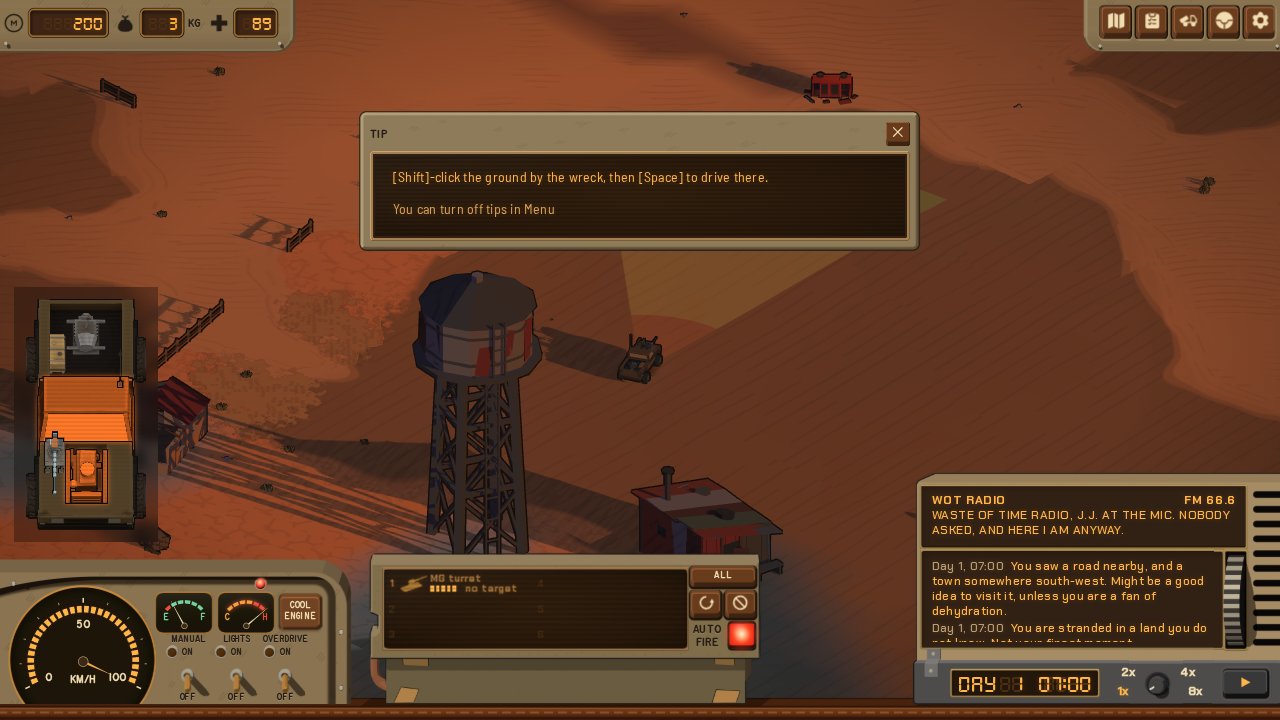 M 200 3 KG 89
TIP
[Shift]-click the ground by the wreck, then [Space] to drive there.
You can turn off tips in Menu
WOT RADIO FM 66.6
WASTE OF TIME RADIO, J.J. AT THE MIC. NOBODY
ASKED, AND HERE I AM ANYWAY.
Day 1, 07:00 You saw a road nearby, and a
town somewhere south-west. Might be a good
idea to visit it, unless you are a fan of
dehydration.
Day 1, 07:00 You are stranded in a land you do
not know. Not your finest moment.
1 MG turret 4
no target
2 5
3 6
ALL
AUTO
FIRE
E F
C H
COOL
ENGINE
MANUAL LIGHTS OVERDRIVE
ON ON ON
OFF OFF OFF
50
0 KM/H 100
DAY 1 07:00
2x 4x
1x 8x